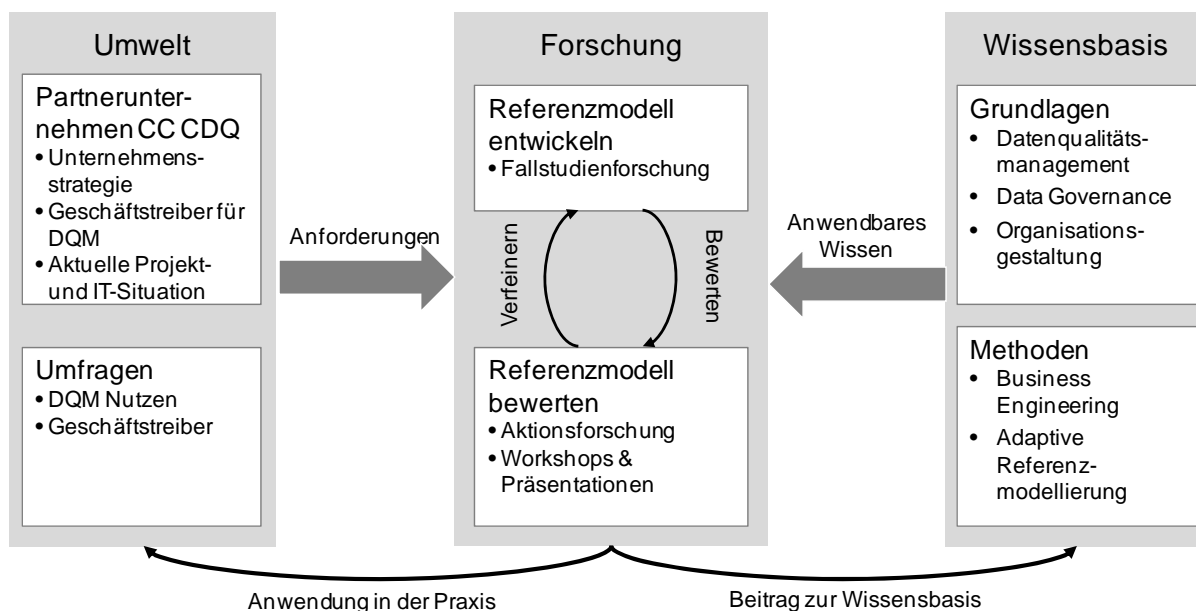 Umwelt
Partnerunter-
nehmen CC CDQ
• Unternehmens-
strategie
• Geschäftstreiber für
DQM
• Aktuelle Projekt-
und IT-Situation
Umfragen
• DQM Nutzen
• Geschäftstreiber
Anforderungen
Forschung
Referenzmodell
entwickeln
• Fallstudienforschung
Verfeinern
Bewerten
Referenzmodell
bewerten
• Aktionsforschung
• Workshops &
Präsentationen
Anwendbares
Wissen
Wissensbasis
Grundlagen
• Datenqualitäts-
management
• Data Governance
• Organisations-
gestaltung
Methoden
• Business
Engineering
• Adaptive
Referenz-
modellierung
Anwendung in der Praxis
Beitrag zur Wissensbasis